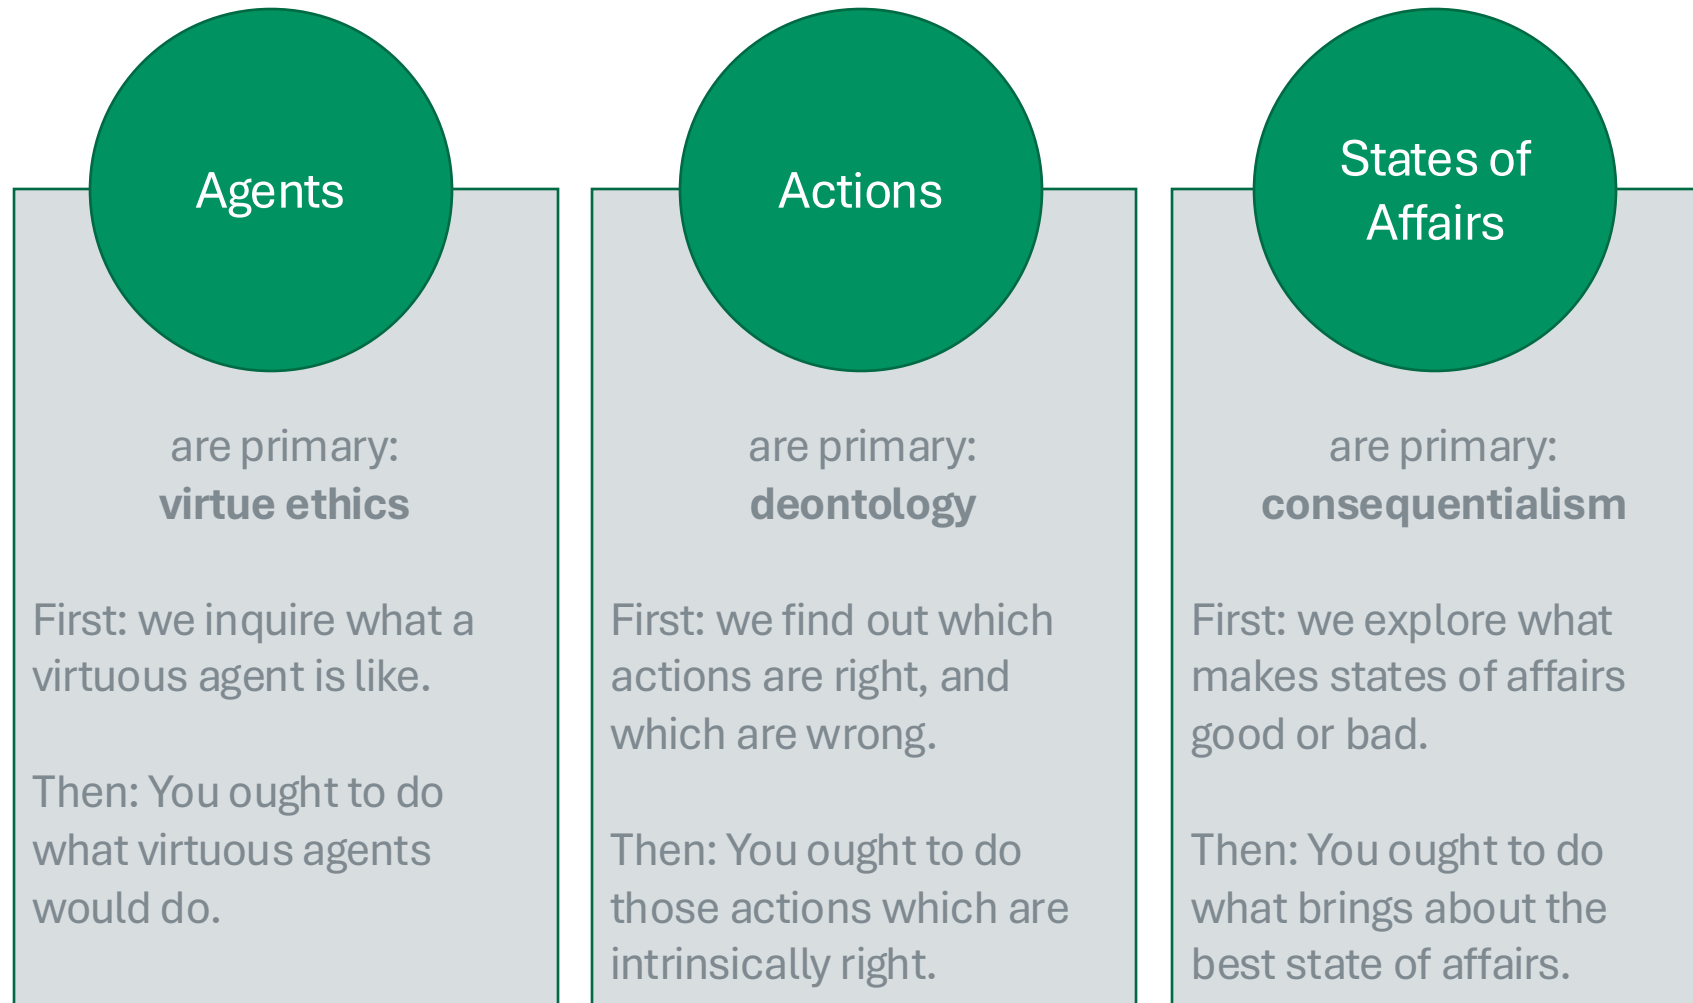 Agents
are primary:
virtue ethics
First: we inquire what a
virtuous agent is like.
Then: You ought to do
what virtuous agents
would do.
Actions
are primary:
deontology
First: we find out which
actions are right, and
which are wrong.
Then: You ought to do
those actions which are
intrinsically right.
States of
Affairs
are primary:
consequentialism
First: we explore what
makes states of affairs
good or bad.
Then: You ought to do
what brings about the
best state of affairs.